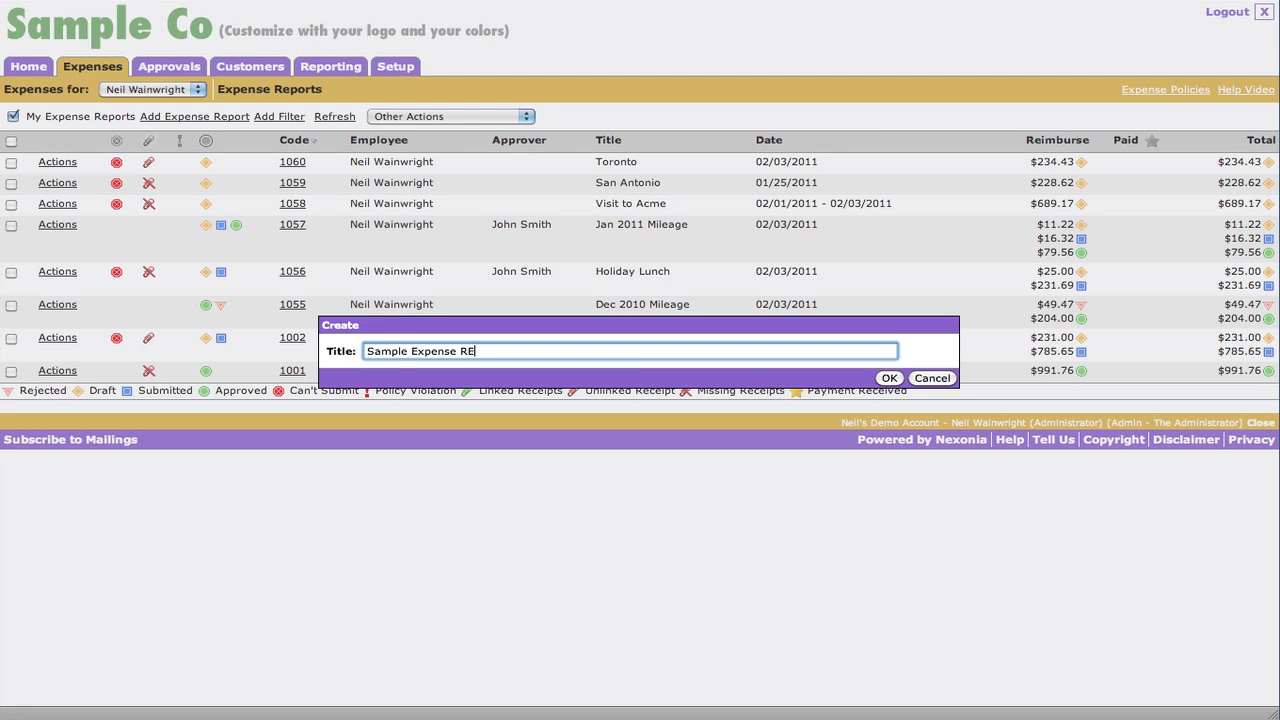 Sample Co (Customize with your logo and your colors)
Logout X
Home Expenses Approvals Customers Reporting Setup
Expenses for: Neil Wainwright Expense Reports Expense Policies Help Video
My Expense Reports Add Expense Report Add Filter Refresh Other Actions
Code Employee Approver Title Date Reimburse Paid Total
Actions 1060 Neil Wainwright Toronto 02/03/2011 $234.43 $234.43
Actions 1059 Neil Wainwright San Antonio 01/25/2011 $228.62 $228.62
Actions 1058 Neil Wainwright Visit to Acme 02/01/2011 - 02/03/2011 $689.17 $689.17
Actions 1057 Neil Wainwright John Smith Jan 2011 Mileage 02/03/2011 $11.22 $11.22
$16.32 $16.32
$79.56 $79.56
Actions 1056 Neil Wainwright John Smith Holiday Lunch 02/03/2011 $25.00 $25.00
$231.69 $231.69
Actions 1055 Neil Wainwright Dec 2010 Mileage 02/03/2011 $49.47 $49.47
$204.00 $204.00
Create
Actions 1002 $231.00 $231.00
Title: Sample Expense RE $785.65 $785.65
Actions 1001 $991.76 $991.76
OK Cancel
Rejected Draft Submitted Approved Can't Submit Policy Violation Linked Receipts Unlinked Receipt Missing Receipts Payment Received
Neil's Demo Account - Neil Wainwright (Administrator) [Admin - The Administrator] Close
Subscribe to Mailings Powered by Nexonia Help Tell Us Copyright Disclaimer Privacy